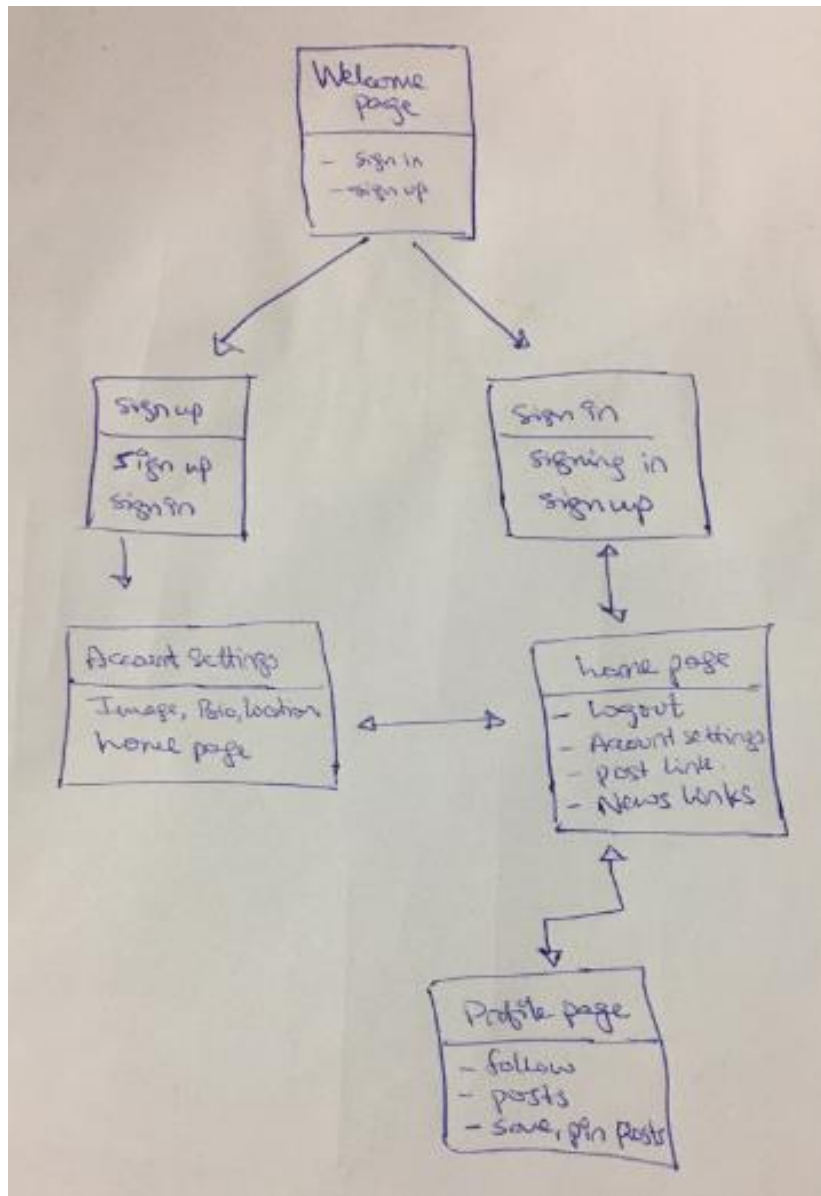 Welcome
page
- sign in
- sign up
sign up
sign up
sign in
sign in
signing in
sign up
Account settings
Image, Bio, location
home page
home page
- Logout
- Account settings
- post link
- News links
Profile page
- follow
- posts
- save, pin posts